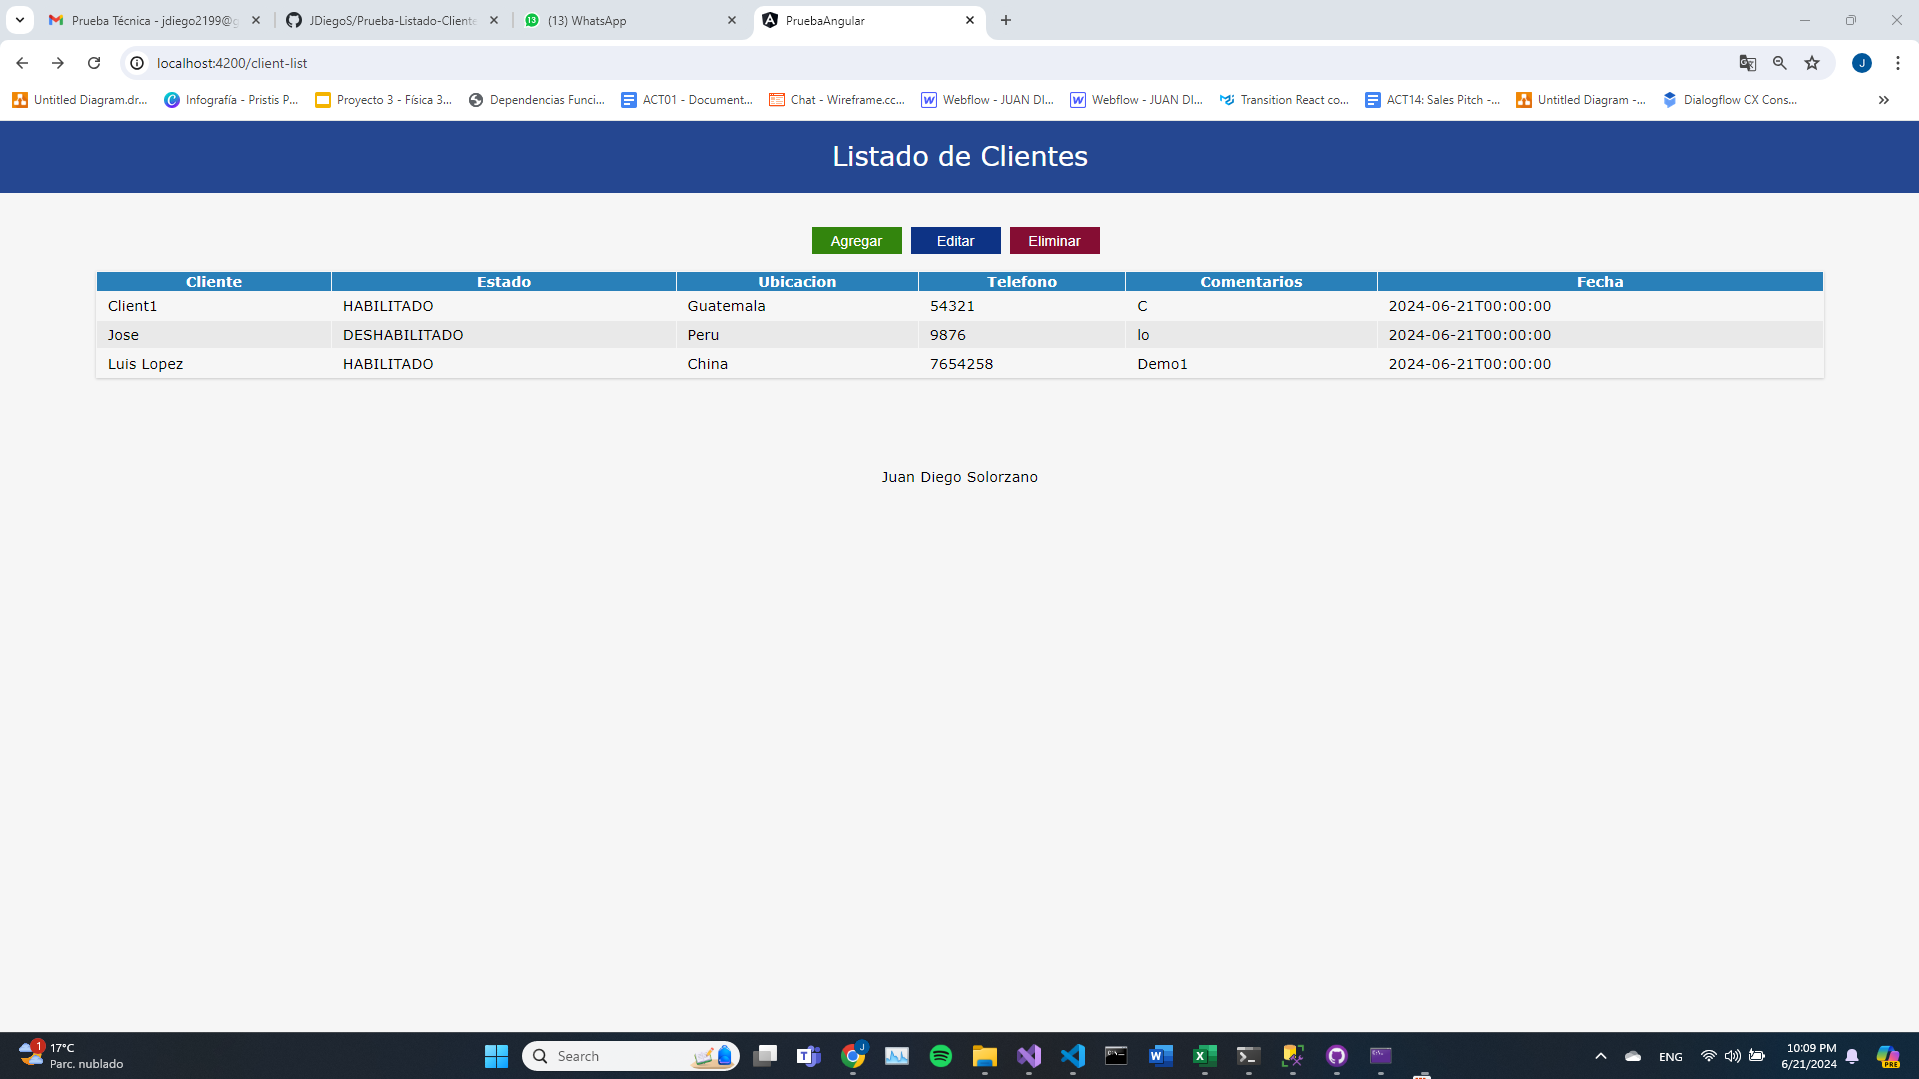 Prueba Técnica - jdiego2199@g
JDiegoS/Prueba-Listado-Cliente
(13) WhatsApp
PruebaAngular
localhost:4200/client-list
J
Untitled Diagram.dr...
Infografía - Pristis P...
Proyecto 3 - Física 3...
Dependencias Funci...
ACT01 - Document...
Chat - Wireframe.cc...
Webflow - JUAN DI...
Webflow - JUAN DI...
Transition React co...
ACT14: Sales Pitch -...
Untitled Diagram -...
Dialogflow CX Cons...
Listado de Clientes
Agregar Editar Eliminar
Cliente Estado Ubicacion Telefono Comentarios Fecha
Client1 HABILITADO Guatemala 54321 C 2024-06-21T00:00:00
Jose DESHABILITADO Peru 9876 lo 2024-06-21T00:00:00
Luis Lopez HABILITADO China 7654258 Demo1 2024-06-21T00:00:00
Juan Diego Solorzano
1
17°C
Parc. nublado
Search
J
ENG
10:09 PM
6/21/2024
PRE